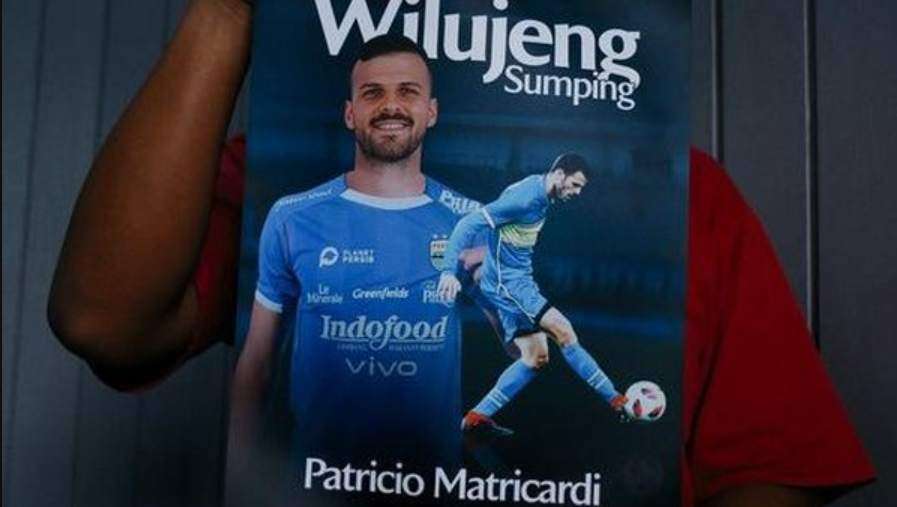 Wilujeng
Sumping
PLANET
PERSIB
Le
Minerale
Greenfields
Indofood
vivo
Patricio Matricardi